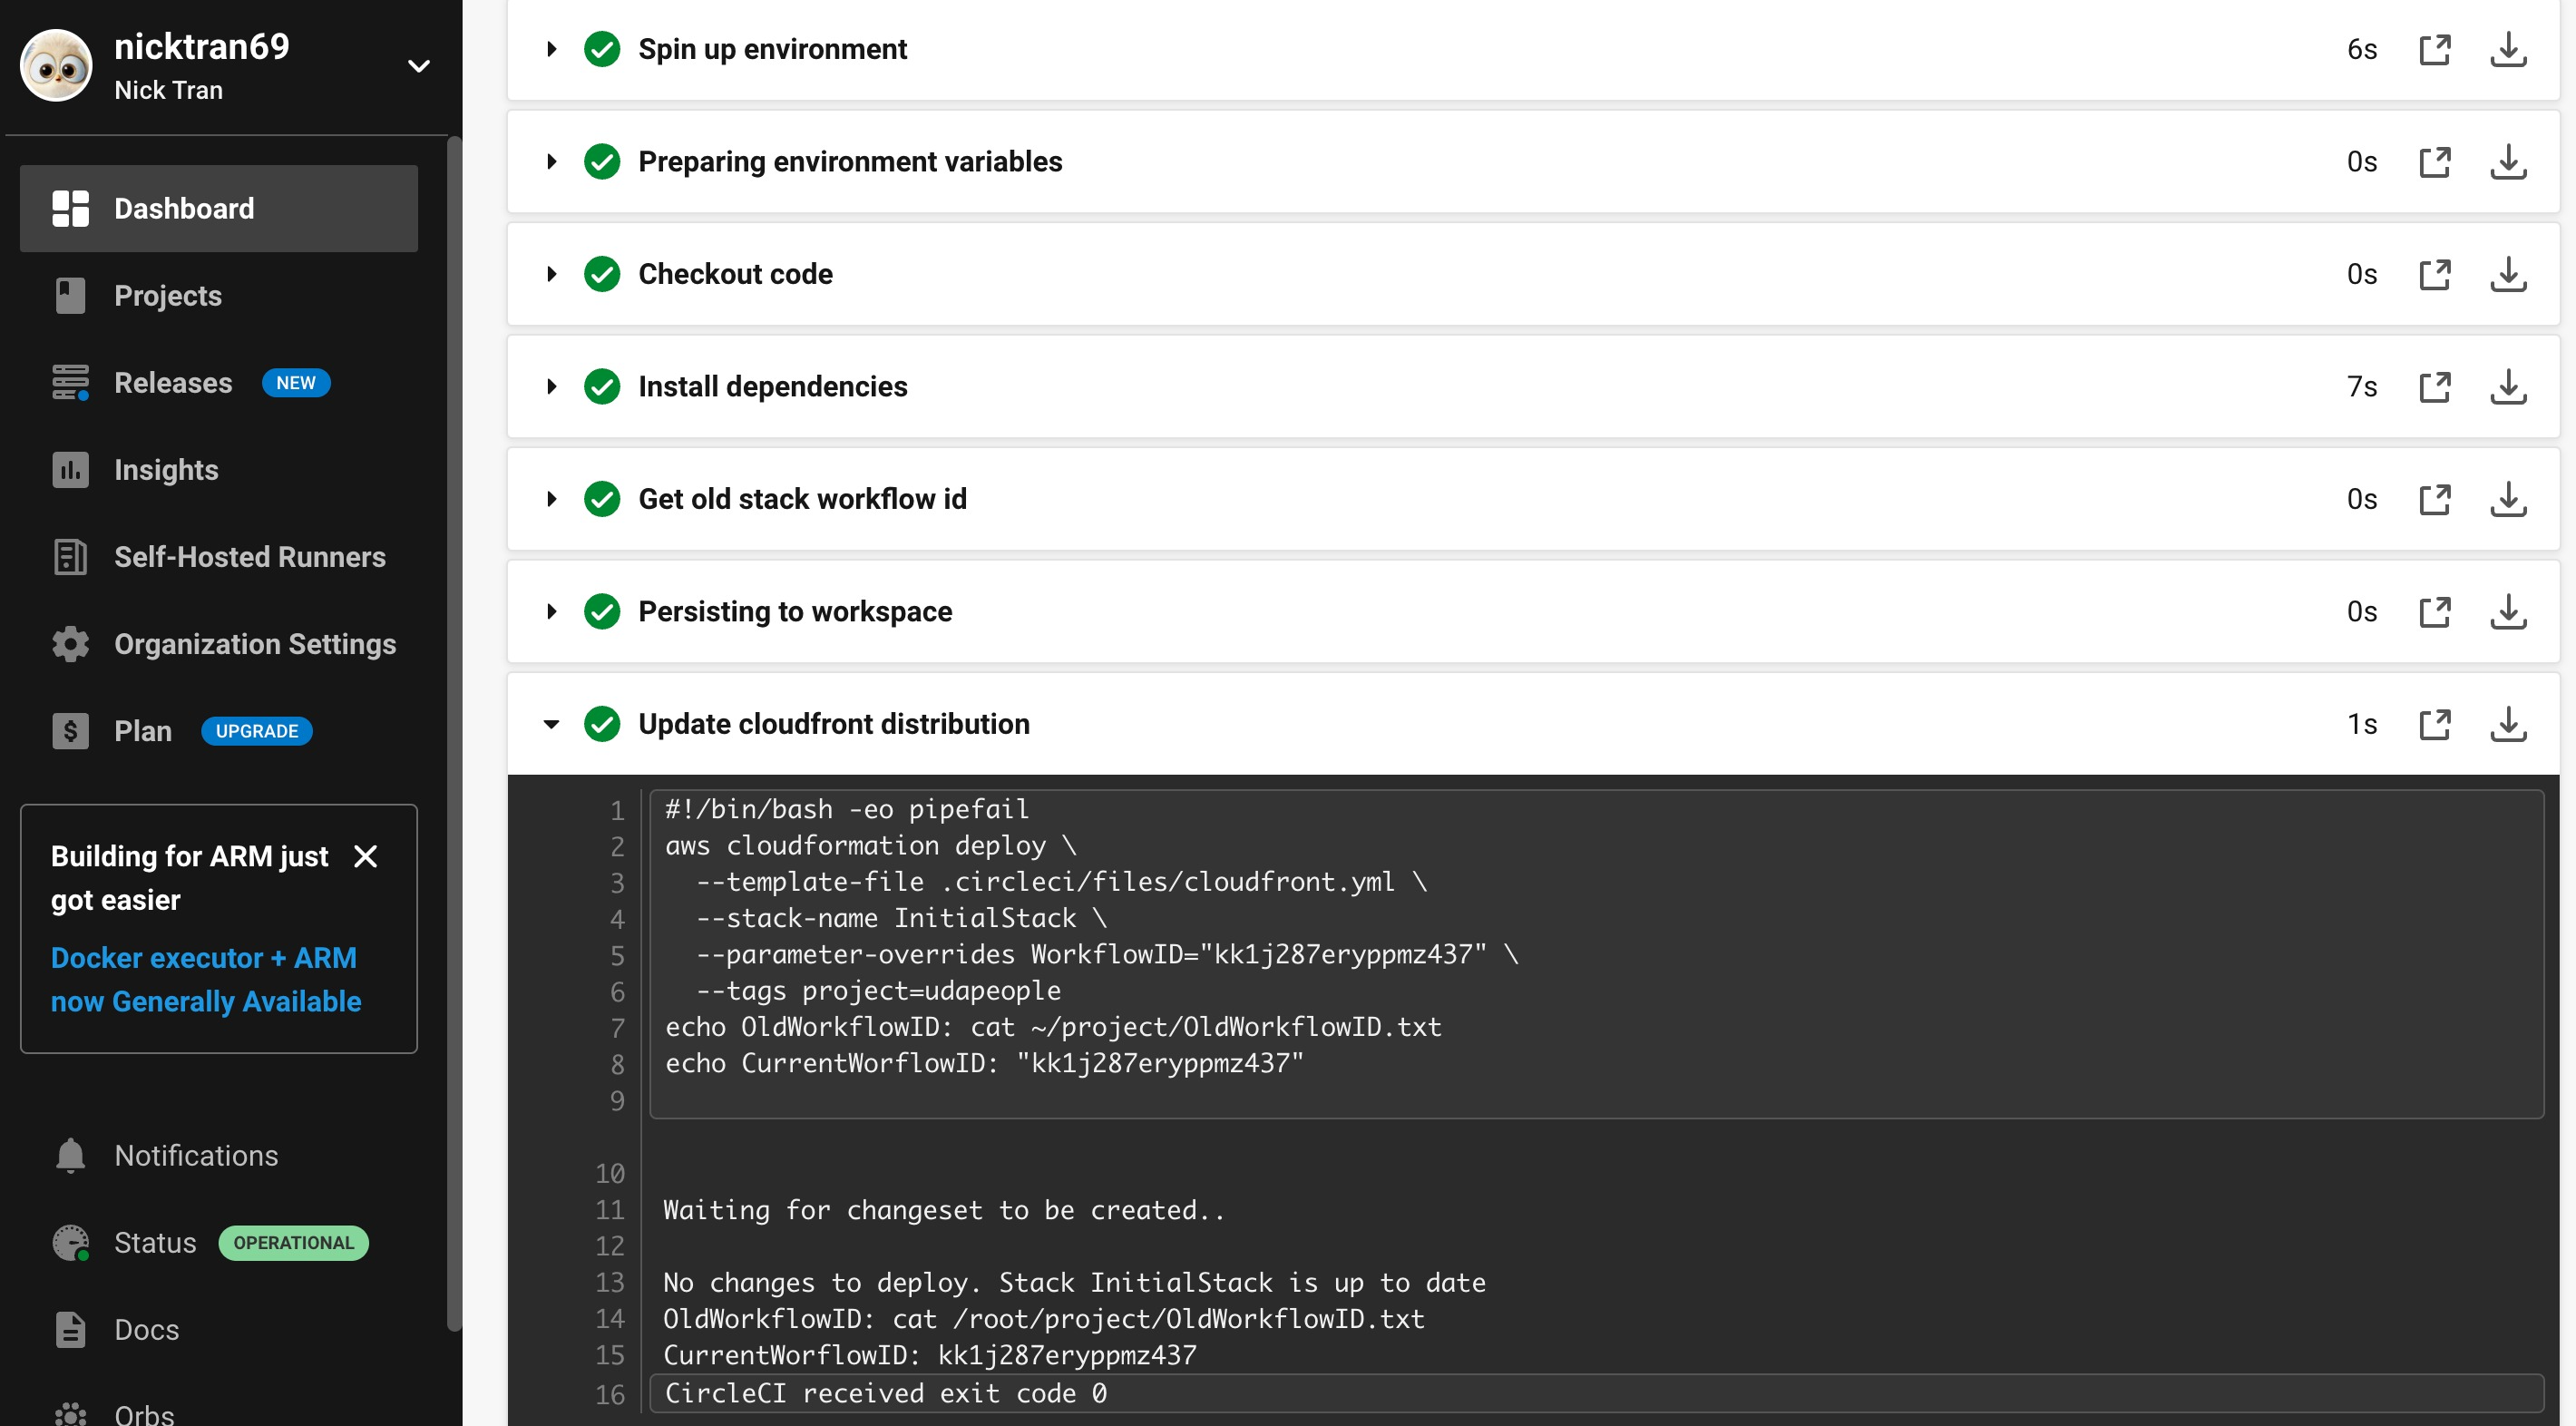 nicktran69
Nick Tran
Dashboard
Projects
Releases NEW
Insights
Self-Hosted Runners
Organization Settings
Plan UPGRADE
Building for ARM just
got easier
Docker executor + ARM
now Generally Available
Notifications
Status OPERATIONAL
Docs
Orbs
Spin up environment 6s
Preparing environment variables 0s
Checkout code 0s
Install dependencies 7s
Get old stack workflow id 0s
Persisting to workspace 0s
Update cloudfront distribution 1s
1 #!/bin/bash -eo pipefail
2 aws cloudformation deploy \
3 --template-file .circleci/files/cloudfront.yml \
4 --stack-name InitialStack \
5 --parameter-overrides WorkflowID="kk1j287eryppmz437" \
6 --tags project=udapeople
7 echo OldWorkflowID: cat ~/project/OldWorkflowID.txt
8 echo CurrentWorflowID: "kk1j287eryppmz437"
9
10
11 Waiting for changeset to be created..
12
13 No changes to deploy. Stack InitialStack is up to date
14 OldWorkflowID: cat /root/project/OldWorkflowID.txt
15 CurrentWorflowID: kk1j287eryppmz437
16 CircleCI received exit code 0